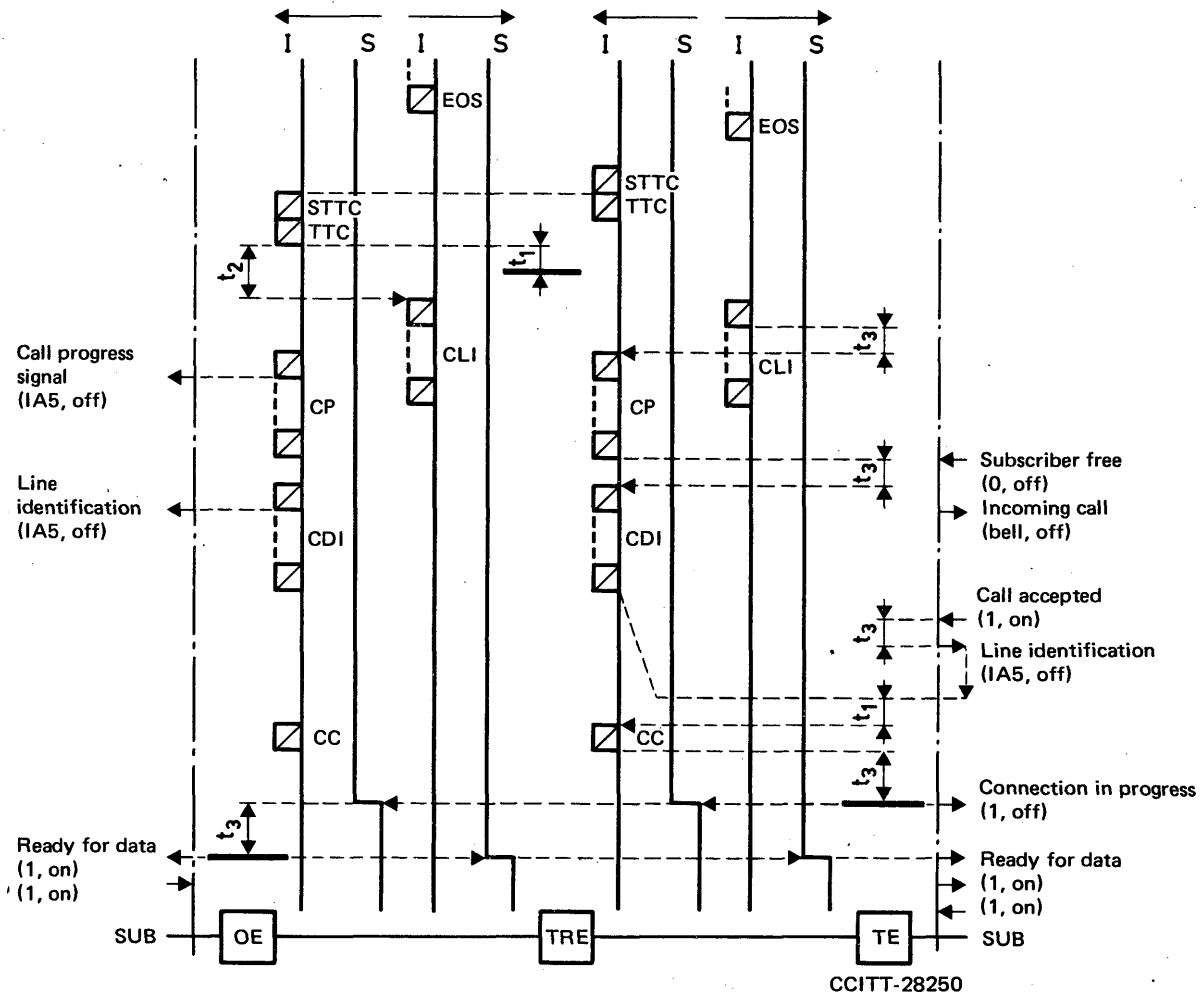 I S I S I S I S
EOS
EOS
STTC
TTC
STTC
TTC
t2
t1
t3
CLI
CLI
Call progress
signal
(IA5, off)
CP
CP
t3
Subscriber free
(0, off)
Line
identification
(IA5, off)
Incoming call
(bell, off)
CDI
CDI
Call accepted
(1, on)
t3
Line identification
(IA5, off)
t1
CC
CC
t3
Connection in progress
(1, off)
t3
Ready for data
(1, on)
(1, on)
Ready for data
(1, on)
(1, on)
SUB OE TRE TE SUB
CCITT-28250